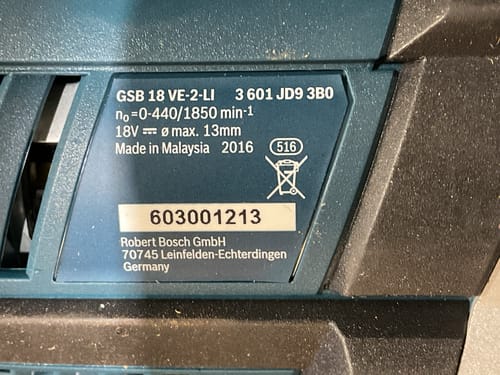 GSB 18 VE-2-LI 3 601 JD9 3B0
n₀=0-440/1850 min⁻¹
18V ⎓ ø max. 13mm
Made in Malaysia 2016 516
603001213
Robert Bosch GmbH
70745 Leinfelden-Echterdingen
Germany